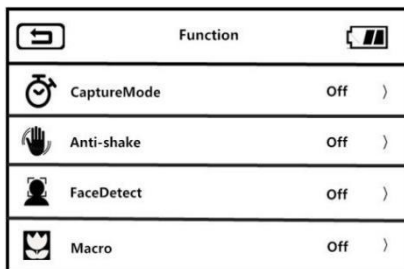 Function
CaptureMode Off
Anti-shake Off
FaceDetect Off
Macro Off